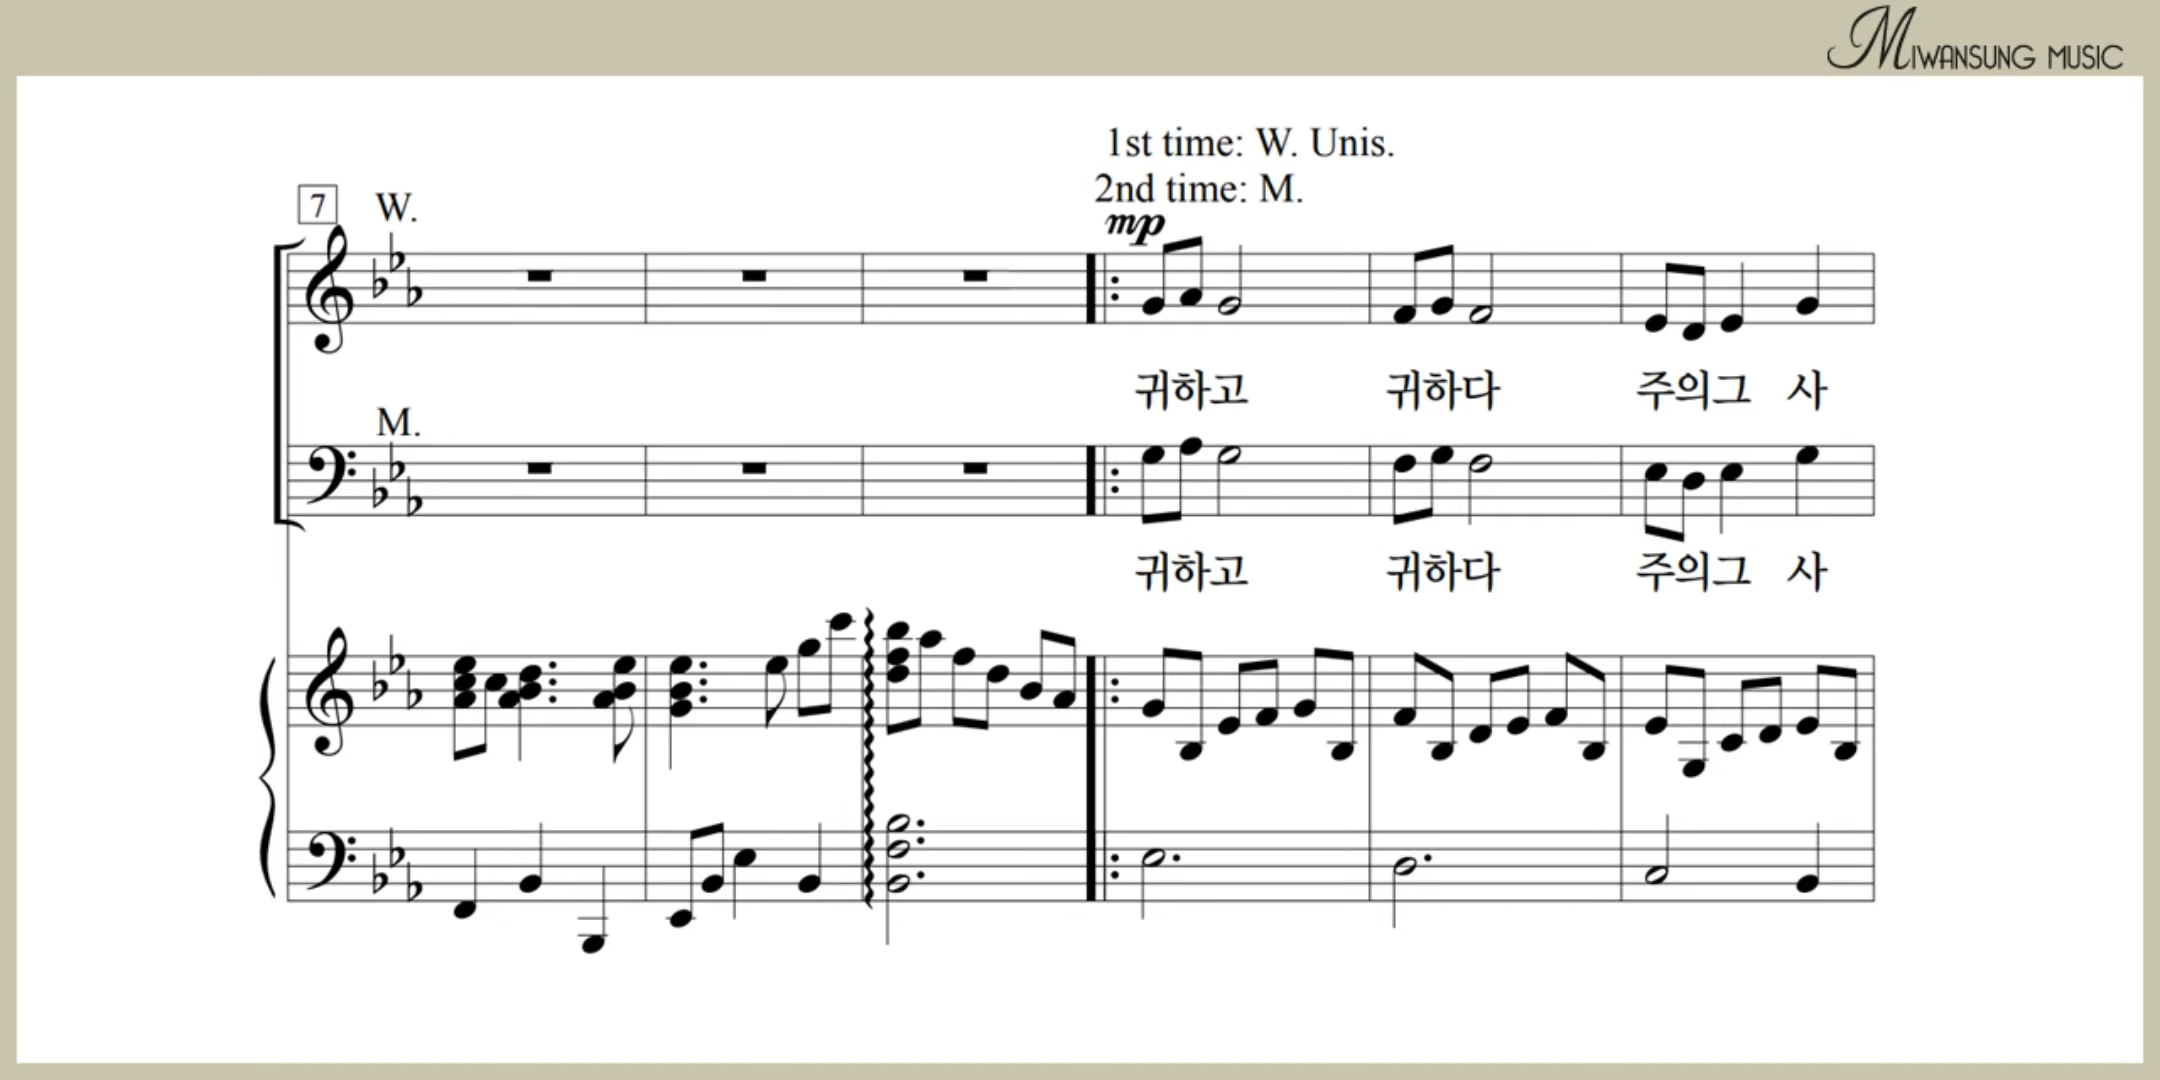 MIWANSUNG MUSIC
1st time: W. Unis.
2nd time: M.
7 W.
mp
귀하고 귀하다 주의그 사
M.
귀하고 귀하다 주의그 사